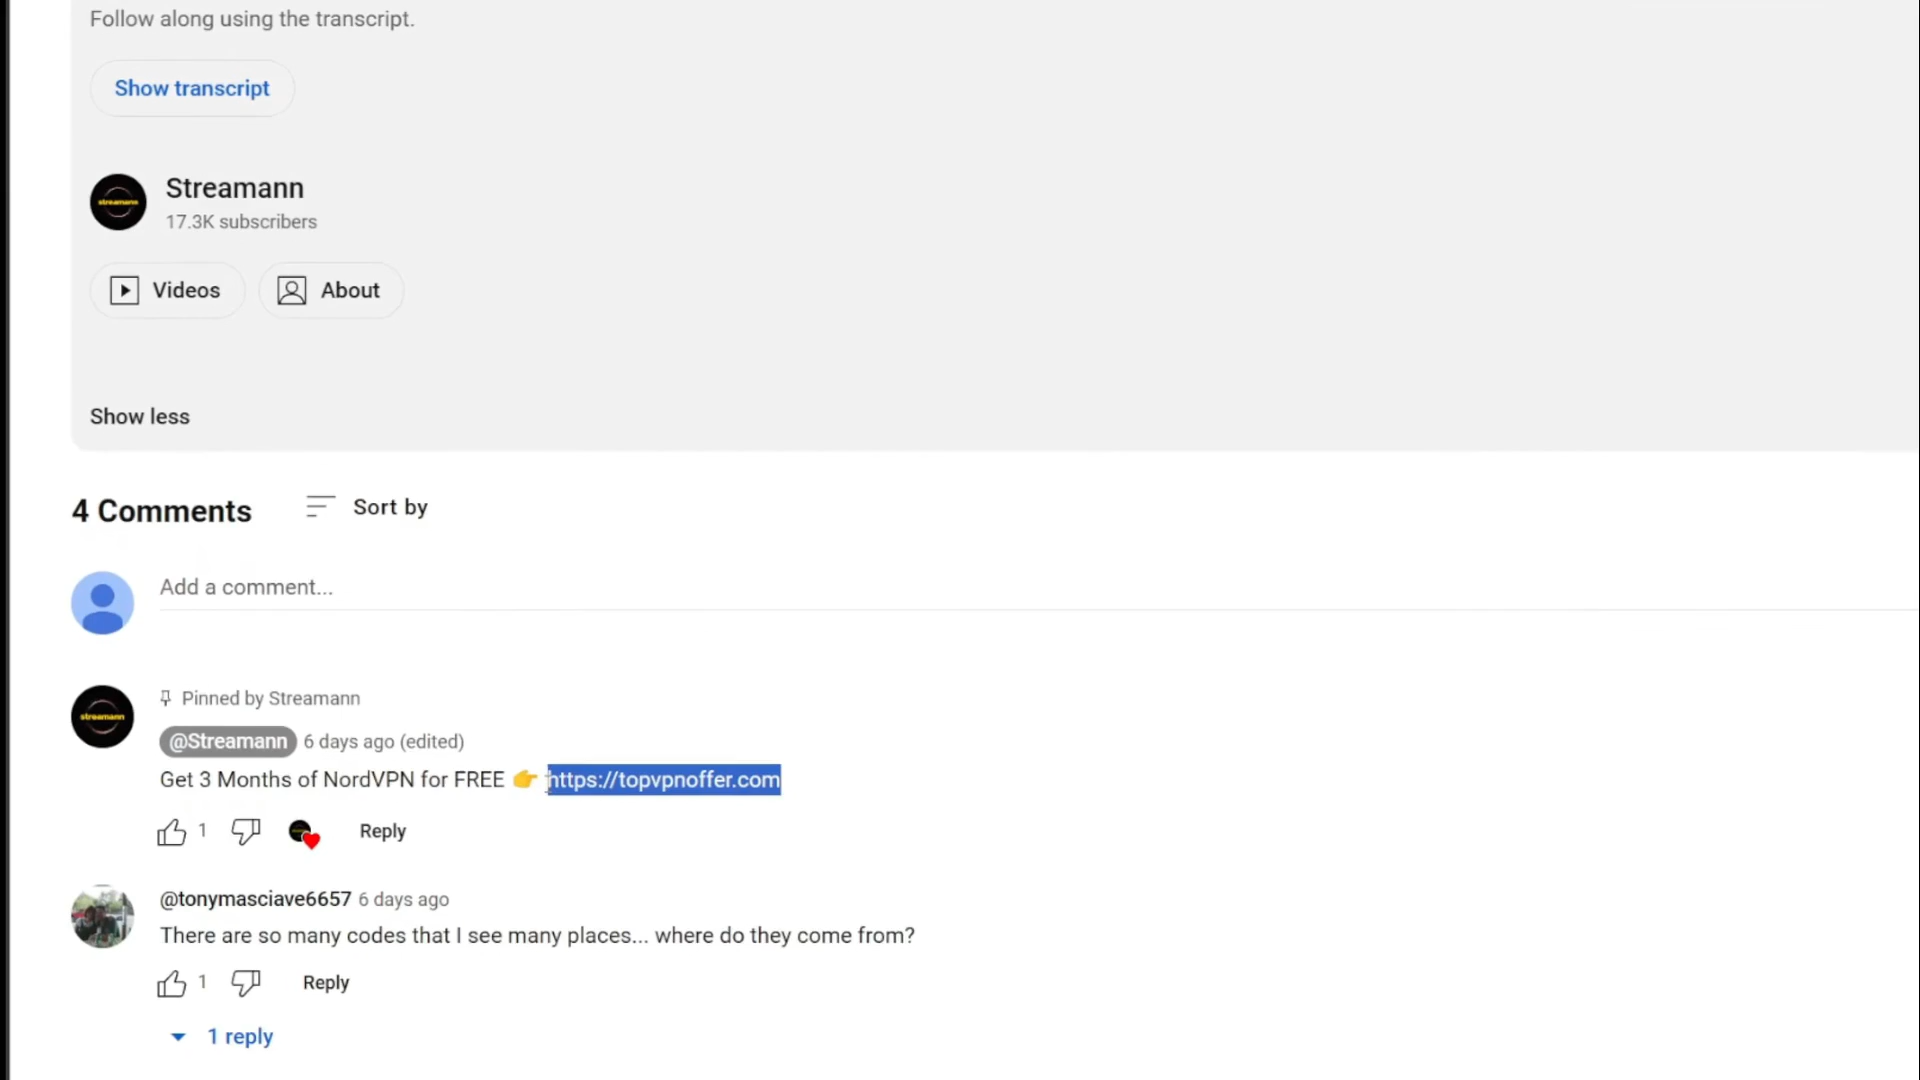 Follow along using the transcript.
Show transcript
streamann
Streamann
17.3K subscribers
Videos
About
Show less
4 Comments
Sort by
Add a comment...
streamann
Pinned by Streamann
@Streamann 6 days ago (edited)
Get 3 Months of NordVPN for FREE 👉 https://topvpnoffer.com
1
Reply
@tonymasciave6657 6 days ago
There are so many codes that I see many places... where do they come from?
1
Reply
1 reply